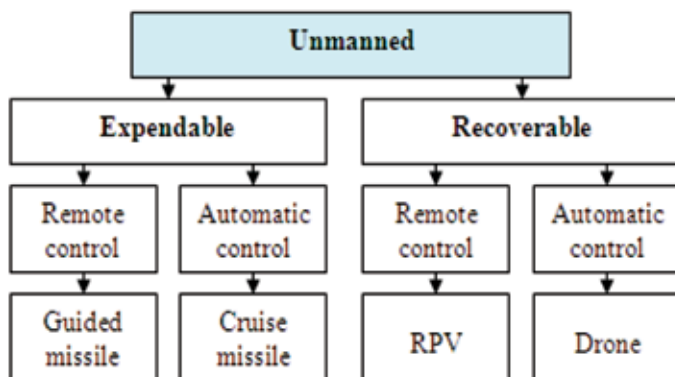 Unmanned
Expendable
Recoverable
Remote
control
Automatic
control
Remote
control
Automatic
control
Guided
missile
Cruise
missile
RPV
Drone